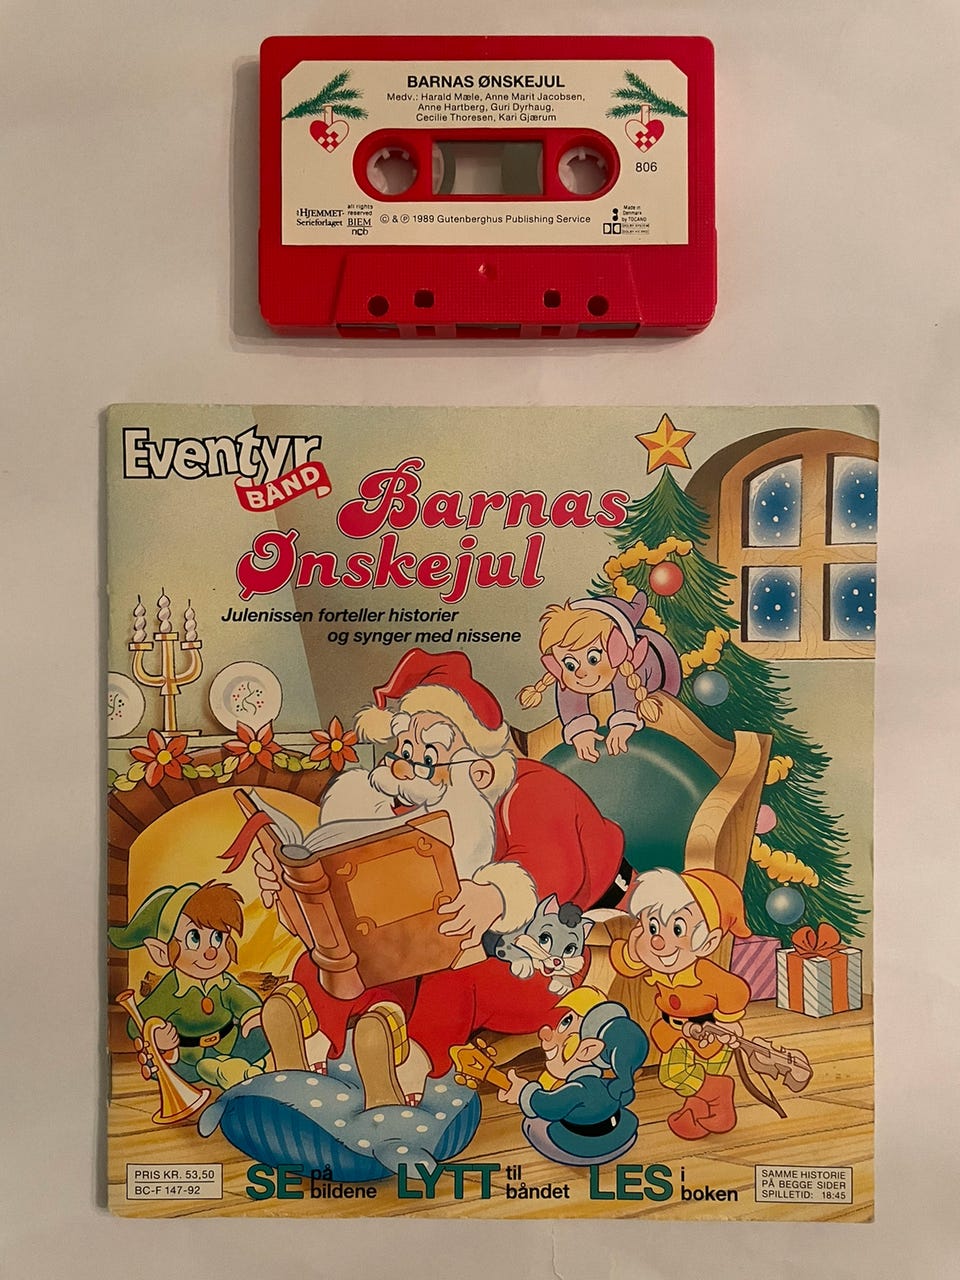 BARNAS ØNSKEJUL
Medv.: Harald Mæle, Anne Marit Jacobsen,
Anne Hartberg, Guri Dyrhaug,
Cecilie Thoresen, Kari Gjærum
806
HJEMMET-
Serieforlaget
all rights
reserved
BIEM
ncb
© & ℗ 1989 Gutenberghus Publishing Service
Made in
Denmark
by TOCANO
DOLBY SYSTEM
Eventyr
BÅND
Barnas
Ønskejul
Julenissen forteller historier
og synger med nissene
PRIS KR. 53,50
BC-F 147-92
SE på bildene
LYTT til båndet
LES i boken
SAMME HISTORIE
PÅ BEGGE SIDER
SPILLETID: 18:45